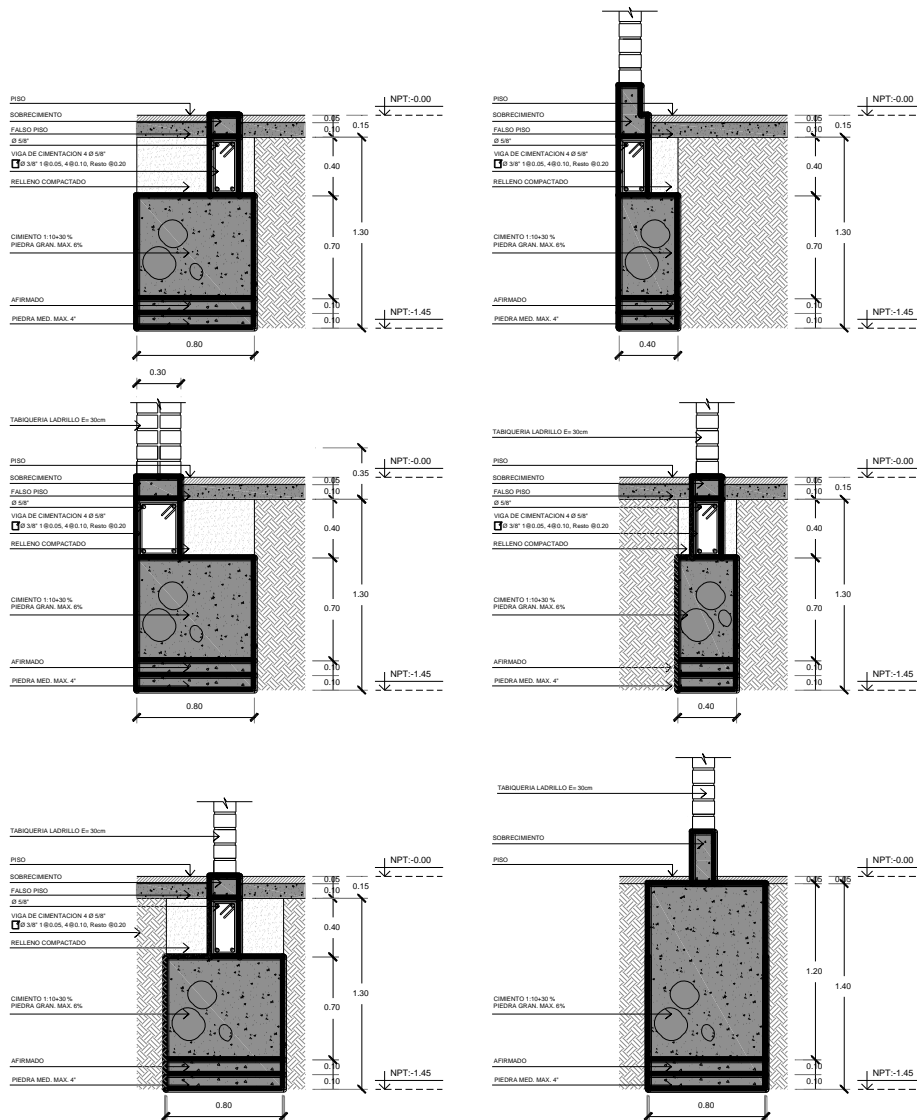 PISO
SOBRECIMIENTO
FALSO PISO
Ø 5/8"
VIGA DE CIMENTACION 4 Ø 5/8"
Ø 3/8" 1@0.05, 4@0.10, Resto @0.20
RELLENO COMPACTADO
CIMIENTO 1:10+30 %
PIEDRA GRAN. MAX. 6%
AFIRMADO
PIEDRA MED. MAX. 4"
NPT:-0.00
0.05
0.10
0.15
0.40
0.70
1.30
0.10
0.10
NPT:-1.45
0.80
PISO
SOBRECIMIENTO
FALSO PISO
Ø 5/8"
VIGA DE CIMENTACION 4 Ø 5/8"
Ø 3/8" 1@0.05, 4@0.10, Resto @0.20
RELLENO COMPACTADO
CIMIENTO 1:10+30 %
PIEDRA GRAN. MAX. 6%
AFIRMADO
PIEDRA MED. MAX. 4"
NPT:-0.00
0.05
0.10
0.15
0.40
0.70
1.30
0.10
0.10
NPT:-1.45
0.40
0.30
TABIQUERIA LADRILLO E= 30cm
PISO
SOBRECIMIENTO
FALSO PISO
Ø 5/8"
VIGA DE CIMENTACION 4 Ø 5/8"
Ø 3/8" 1@0.05, 4@0.10, Resto @0.20
RELLENO COMPACTADO
CIMIENTO 1:10+30 %
PIEDRA GRAN. MAX. 6%
AFIRMADO
PIEDRA MED. MAX. 4"
NPT:-0.00
0.35
0.05
0.10
0.40
0.70
1.30
0.10
0.10
NPT:-1.45
0.80
TABIQUERIA LADRILLO E= 30cm
PISO
SOBRECIMIENTO
FALSO PISO
Ø 5/8"
VIGA DE CIMENTACION 4 Ø 5/8"
Ø 3/8" 1@0.05, 4@0.10, Resto @0.20
RELLENO COMPACTADO
CIMIENTO 1:10+30 %
PIEDRA GRAN. MAX. 6%
AFIRMADO
PIEDRA MED. MAX. 4"
NPT:-0.00
0.05
0.10
0.15
0.40
0.70
1.30
0.10
0.10
NPT:-1.45
0.40
TABIQUERIA LADRILLO E= 30cm
PISO
SOBRECIMIENTO
FALSO PISO
Ø 5/8"
VIGA DE CIMENTACION 4 Ø 5/8"
Ø 3/8" 1@0.05, 4@0.10, Resto @0.20
RELLENO COMPACTADO
CIMIENTO 1:10+30 %
PIEDRA GRAN. MAX. 6%
AFIRMADO
PIEDRA MED. MAX. 4"
NPT:-0.00
0.05
0.10
0.15
0.40
0.70
1.30
0.10
0.10
NPT:-1.45
0.80
TABIQUERIA LADRILLO E= 30cm
SOBRECIMIENTO
PISO
CIMIENTO 1:10+30 %
PIEDRA GRAN. MAX. 6%
AFIRMADO
PIEDRA MED. MAX. 4"
NPT:-0.00
0.05
0.15
1.20
1.40
0.10
0.10
NPT:-1.45
0.80